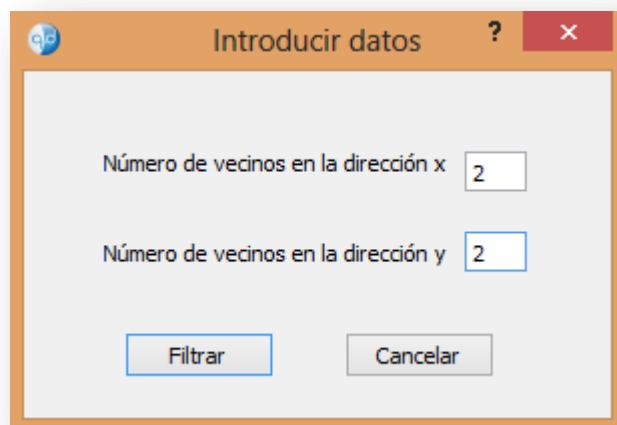 Introducir datos ?
Número de vecinos en la dirección x 2
Número de vecinos en la dirección y 2
Filtrar Cancelar